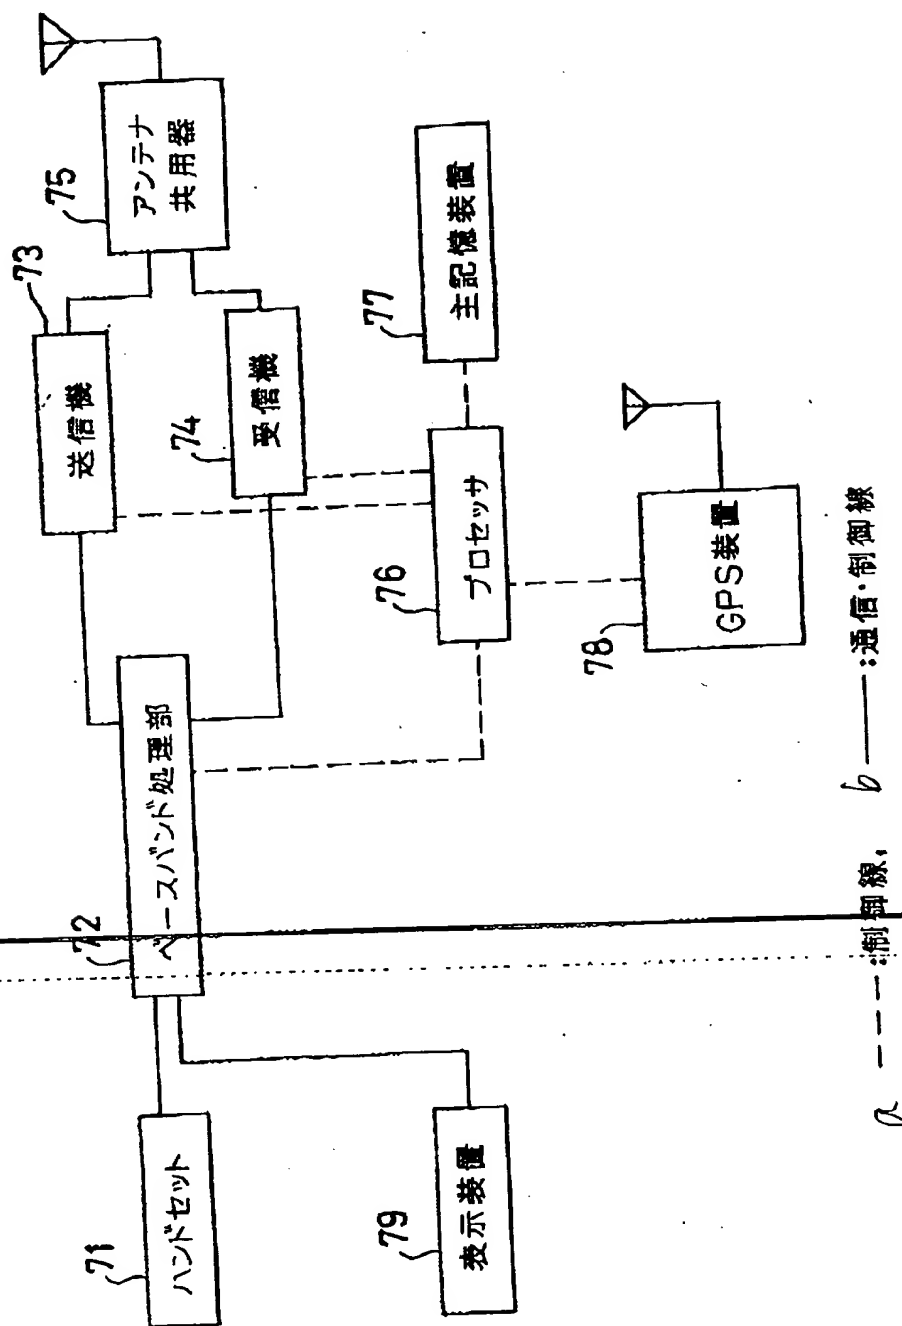 71
ハンドセット
72
ベースバンド処理部
73
送信機
74
受信機
75
アンテナ
共用器
76
プロセッサ
77
主記憶装置
78
GPS装置
79
表示装置
a ----:制御線, b ——:通信・制御線